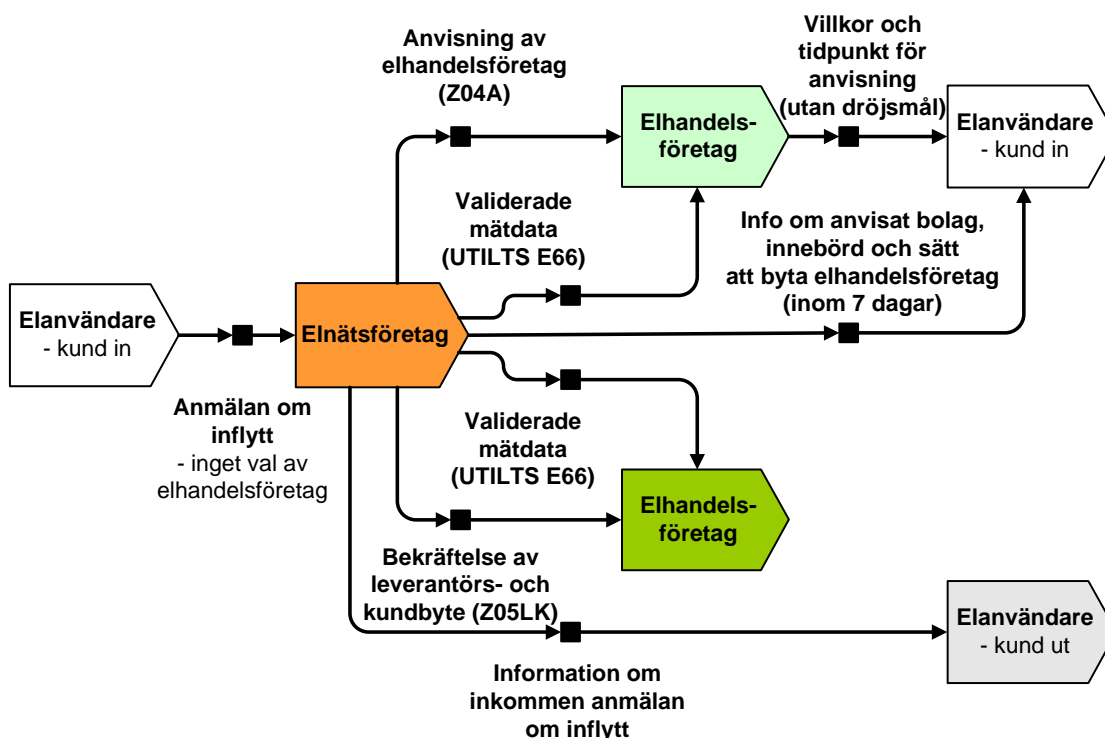 Anvisning av
elhandelsföretag
(Z04A)
Villkor och
tidpunkt för
anvisning
(utan dröjsmål)
Elhandels-
företag
Elanvändare
- kund in
Validerade
mätdata
(UTILTS E66)
Info om anvisat bolag,
innebörd och sätt
att byta elhandelsföretag
(inom 7 dagar)
Elanvändare
- kund in
Elnätsföretag
Anmälan om
inflytt
- inget val av
elhandelsföretag
Validerade
mätdata
(UTILTS E66)
Elhandels-
företag
Bekräftelse av
leverantörs- och
kundbyte (Z05LK)
Elanvändare
- kund ut
Information om
inkommen anmälan
om inflytt